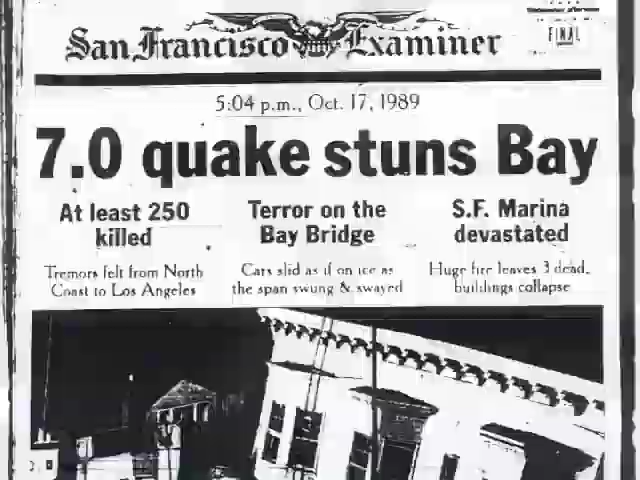 San Francisco Examiner
FINAL
5:04 p.m., Oct. 17, 1989
7.0 quake stuns Bay
At least 250
killed
Terror on the
Bay Bridge
S.F. Marina
devastated
Tremors felt from North
Coast to Los Angeles
Cars slid as if on ice as
the span swung & swayed
Huge fire leaves 3 dead,
buildings collapse